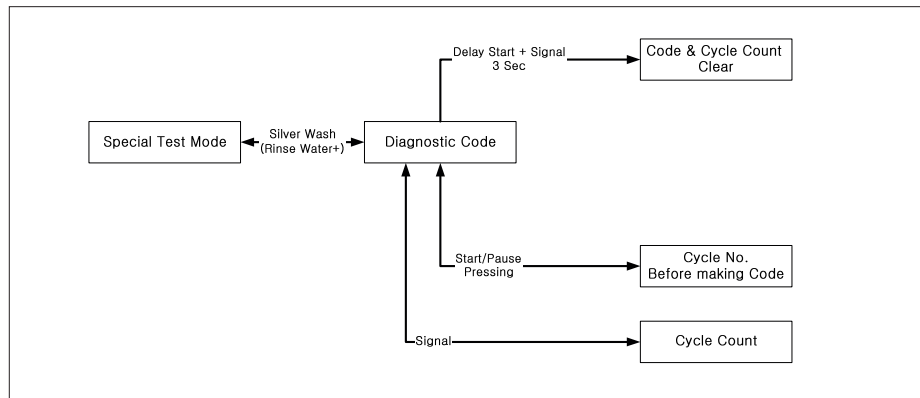 Delay Start + Signal
3 Sec
Code & Cycle Count
Clear
Special Test Mode
Silver Wash
(Rinse Water+)
Diagnostic Code
Start/Pause
Pressing
Cycle No.
Before making Code
Signal
Cycle Count